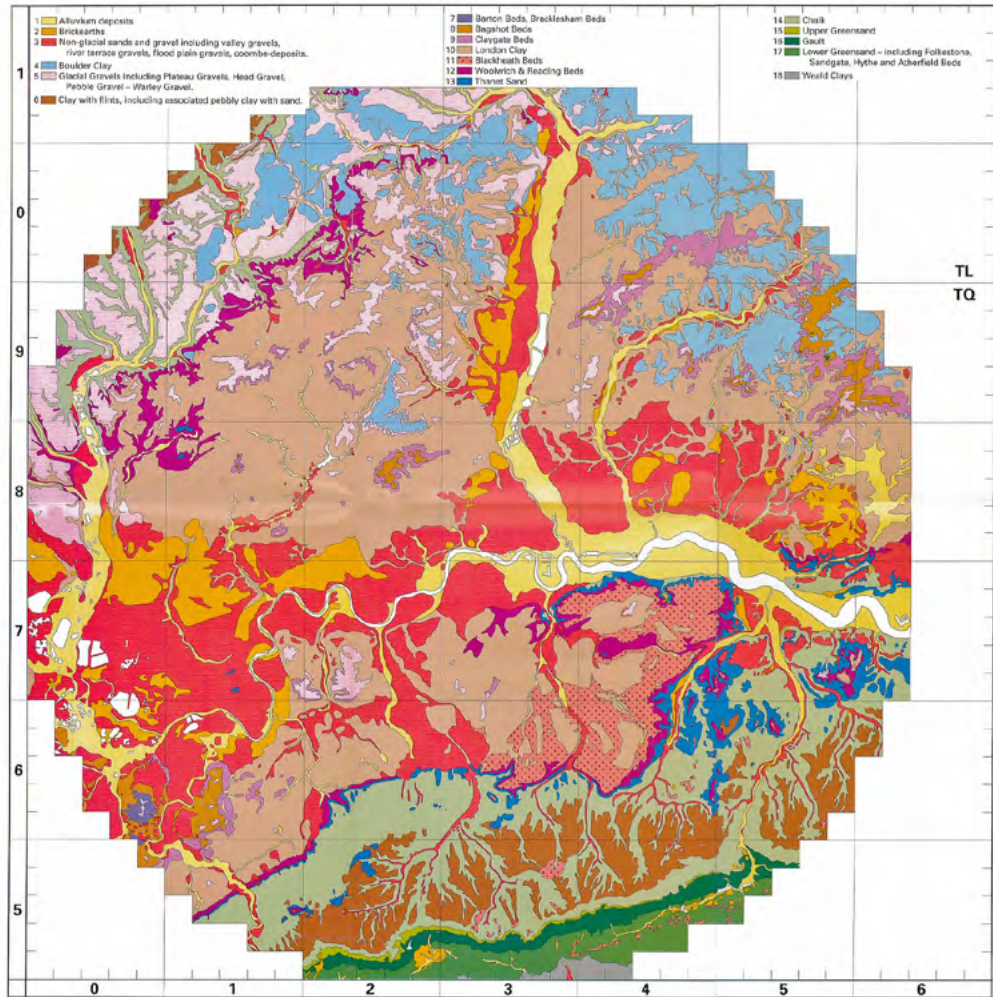 1 Alluvium deposits
2 Brickearths
3 Non-glacial sands and gravel including valley gravels,
river terrace gravels, flood plain gravels, coombe-deposits.
4 Boulder Clay
5 Glacial Gravels including Plateau Gravels, Head Gravel,
Pebble Gravel – Warley Gravel.
6 Clay with flints, including associated pebbly clay with sand.
7 Barton Beds, Bracklesham Beds
8 Bagshot Beds
9 Claygate Beds
10 London Clay
11 Blackheath Beds
12 Woolwich & Reading Beds
13 Thanet Sand
14 Chalk
15 Upper Greensand
16 Gault
17 Lower Greensand – including Folkestone,
Sandgate, Hythe and Atherfield Beds
18 Weald Clays
1
0
TL
TQ
9
8
7
6
5
0 1 2 3 4 5 6